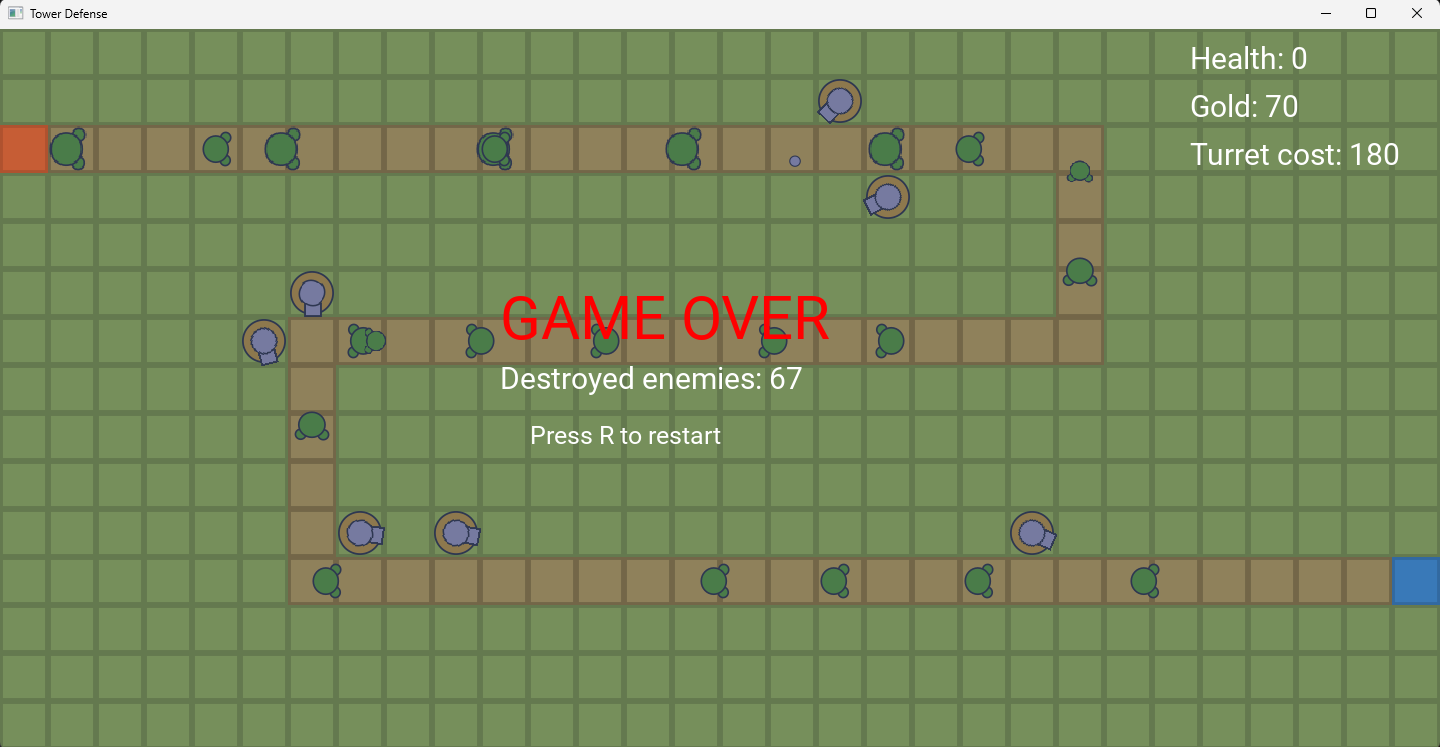 Tower Defense
Health: 0
Gold: 70
Turret cost: 180
GAME OVER
Destroyed enemies: 67
Press R to restart